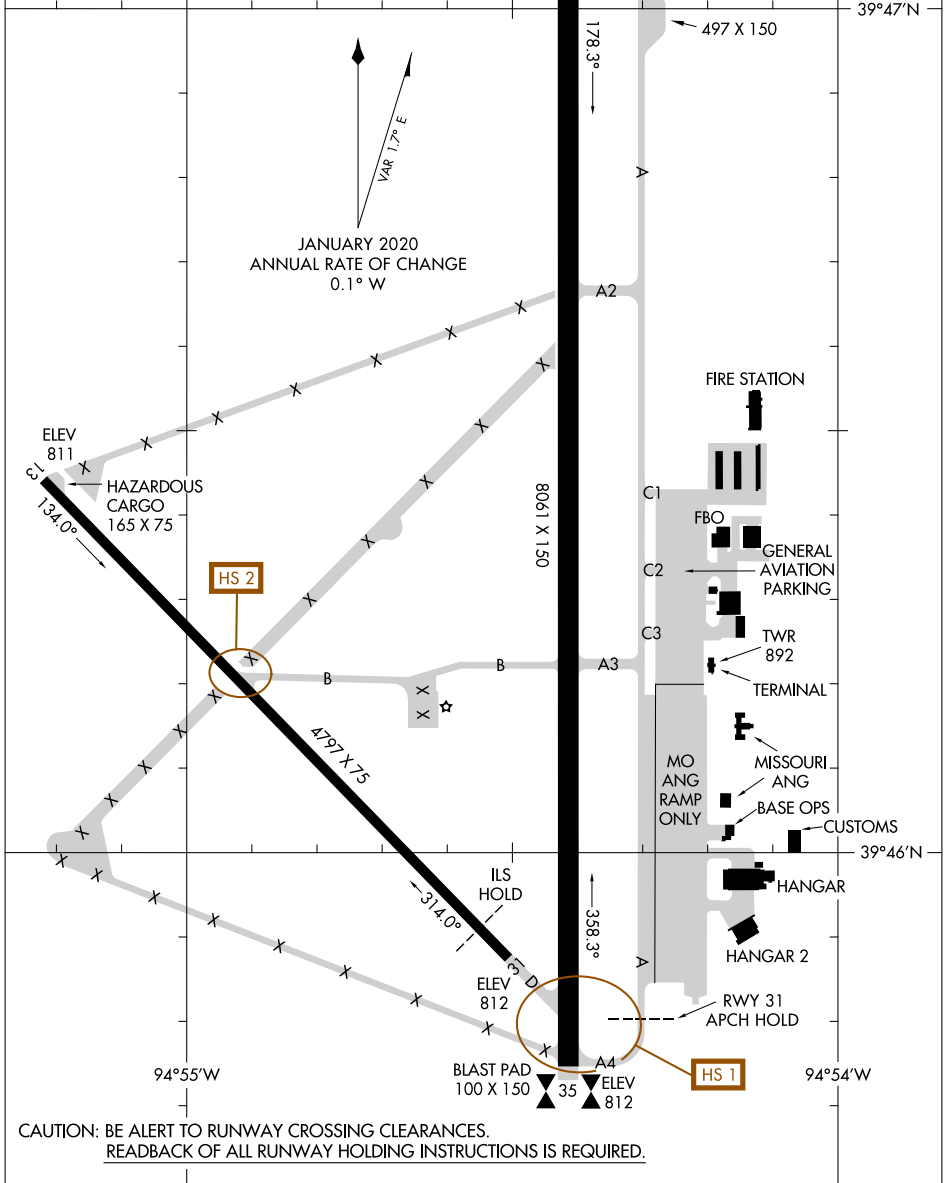 39°47'N
497 X 150
178.3°
VAR 1.7° E
A
JANUARY 2020
ANNUAL RATE OF CHANGE
0.1° W
A2
FIRE STATION
ELEV
811
13
HAZARDOUS
CARGO
165 X 75
134.0°
8061 X 150
C1
FBO
GENERAL
AVIATION
PARKING
C2
HS 2
C3
TWR
892
TERMINAL
B
B
A3
4797 X 75
MO
ANG
RAMP
ONLY
MISSOURI
ANG
BASE OPS
CUSTOMS
39°46'N
ILS
HOLD
HANGAR
314.0°
358.3°
HANGAR 2
A
31
D
ELEV
812
RWY 31
APCH HOLD
A4
BLAST PAD
100 X 150
35
ELEV
812
HS 1
94°55'W
94°54'W
X X X X X X X
X X X X X X
X X
X X X X
X X X X X X X X X
CAUTION: BE ALERT TO RUNWAY CROSSING CLEARANCES.
READBACK OF ALL RUNWAY HOLDING INSTRUCTIONS IS REQUIRED.